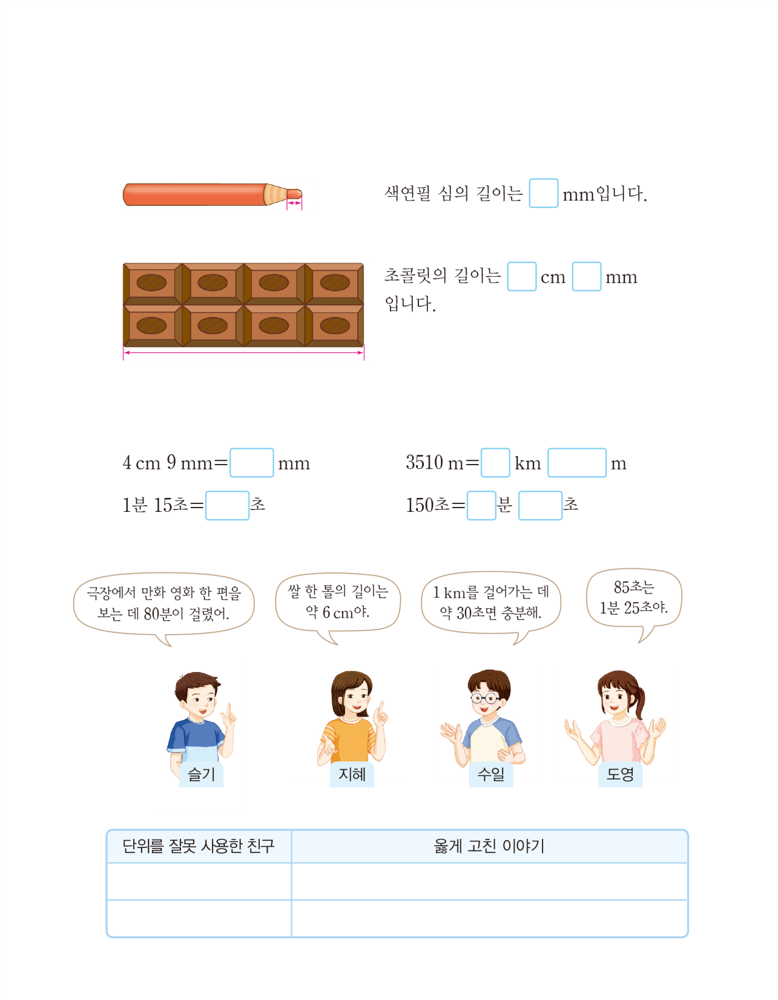 색연필 심의 길이는 mm입니다.
초콜릿의 길이는 cm mm
입니다.
4 cm 9 mm= mm
3510 m= km m
1분 15초= 초
150초= 분 초
극장에서 만화 영화 한 편을
보는 데 80분이 걸렸어.
쌀 한 톨의 길이는
약 6 cm야.
1 km를 걸어가는 데
약 30초면 충분해.
85초는
1분 25초야.
슬기
지혜
수일
도영
단위를 잘못 사용한 친구
옳게 고친 이야기